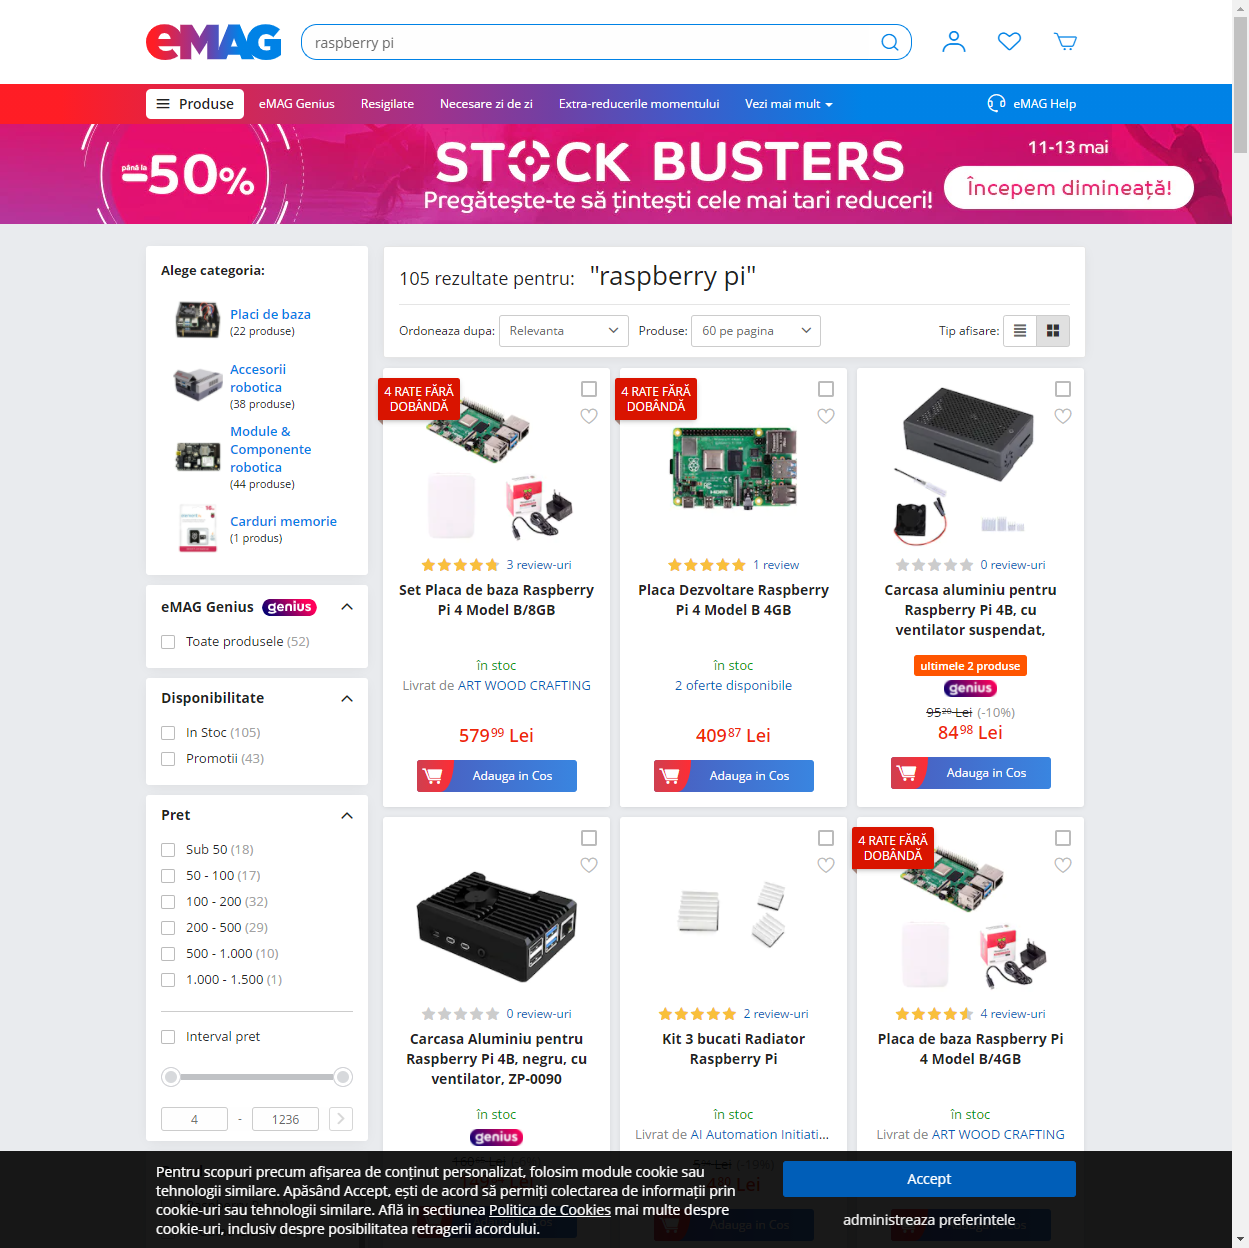 eMAG
raspberry pi
Produse
eMAG Genius
Resigilate
Necesare zi de zi
Extra-reducerile momentului
Vezi mai mult
eMAG Help
până la
-50%
STOCK BUSTERS
Pregătește-te să țintești cele mai tari reduceri!
11-13 mai
Începem dimineață!
Alege categoria:
Placi de baza
(22 produse)
Accesorii
robotica
(38 produse)
Module &
Componente
robotica
(44 produse)
Carduri memorie
(1 produs)
eMAG Genius genius
Toate produsele (52)
Disponibilitate
In Stoc (105)
Promotii (43)
Pret
Sub 50 (18)
50 - 100 (17)
100 - 200 (32)
200 - 500 (29)
500 - 1.000 (10)
1.000 - 1.500 (1)
Interval pret
4 - 1236
105 rezultate pentru: "raspberry pi"
Ordoneaza dupa: Relevanta
Produse: 60 pe pagina
Tip afisare:
4 RATE FĂRĂ
DOBÂNDĂ
3 review-uri
Set Placa de baza Raspberry
Pi 4 Model B/8GB
în stoc
Livrat de ART WOOD CRAFTING
579⁹⁹ Lei
Adauga in Cos
4 RATE FĂRĂ
DOBÂNDĂ
1 review
Placa Dezvoltare Raspberry
Pi 4 Model B 4GB
în stoc
2 oferte disponibile
409⁸⁷ Lei
Adauga in Cos
0 review-uri
Carcasa aluminiu pentru
Raspberry Pi 4B, cu
ventilator suspendat,
ultimele 2 produse
genius
95²⁰ Lei (-10%)
84⁹⁸ Lei
Adauga in Cos
0 review-uri
Carcasa Aluminiu pentru
Raspberry Pi 4B, negru, cu
ventilator, ZP-0090
în stoc
genius
2 review-uri
Kit 3 bucati Radiator
Raspberry Pi
în stoc
Livrat de AI Automation Initiati...
(-19%)
Lei
Adauga in Cos
4 RATE FĂRĂ
DOBÂNDĂ
4 review-uri
Placa de baza Raspberry Pi
4 Model B/4GB
în stoc
Livrat de ART WOOD CRAFTING
Pentru scopuri precum afișarea de conținut personalizat, folosim module cookie sau
tehnologii similare. Apăsând Accept, ești de acord să permiți colectarea de informații prin
cookie-uri sau tehnologii similare. Află in sectiunea Politica de Cookies mai multe despre
cookie-uri, inclusiv despre posibilitatea retragerii acordului.
Accept
administreaza preferintele